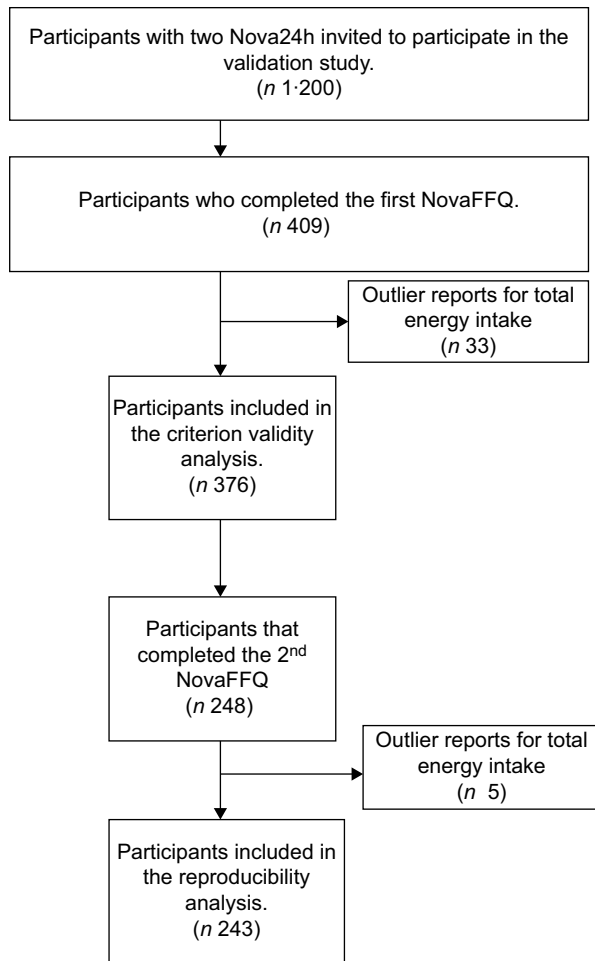 Participants with two Nova24h invited to participate in the
validation study.
(n 1·200)
Participants who completed the first NovaFFQ.
(n 409)
Outlier reports for total
energy intake
(n 33)
Participants included in
the criterion validity
analysis.
(n 376)
Participants that
completed the 2nd
NovaFFQ
(n 248)
Outlier reports for total
energy intake
(n 5)
Participants included in
the reproducibility
analysis.
(n 243)